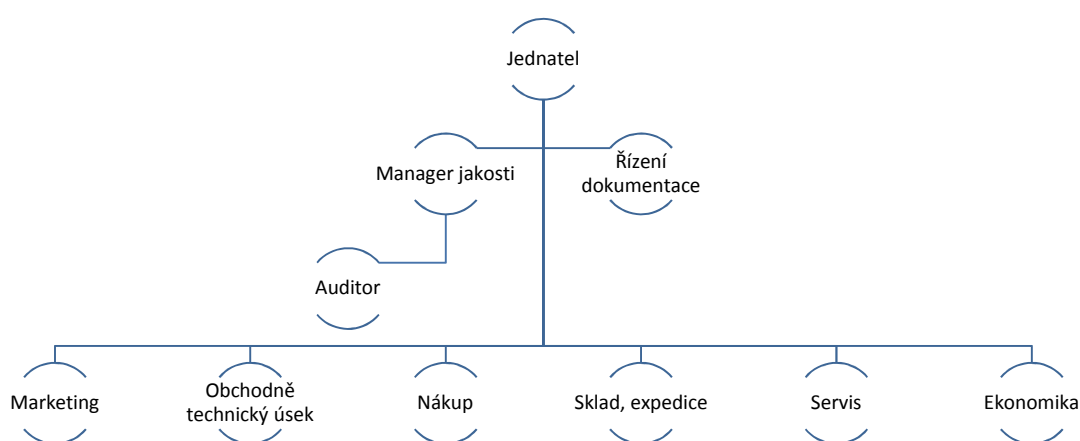 Jednatel
Manager jakosti
Řízení
dokumentace
Auditor
Marketing
Obchodně
technický úsek
Nákup
Sklad, expedice
Servis
Ekonomika